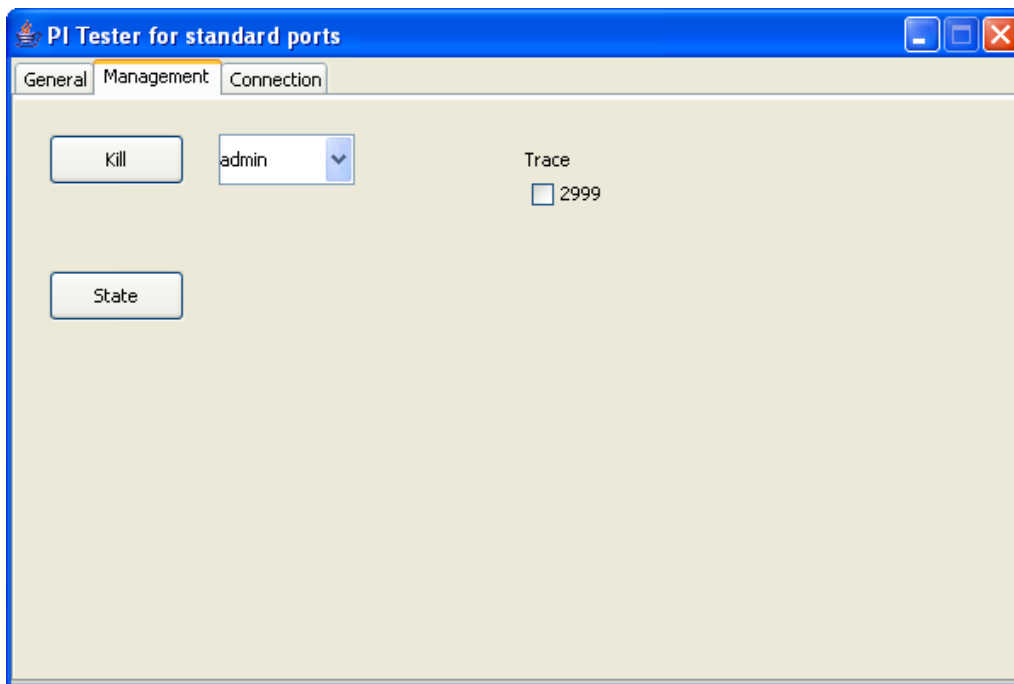 PI Tester for standard ports
General Management Connection
Kill admin Trace
2999
State